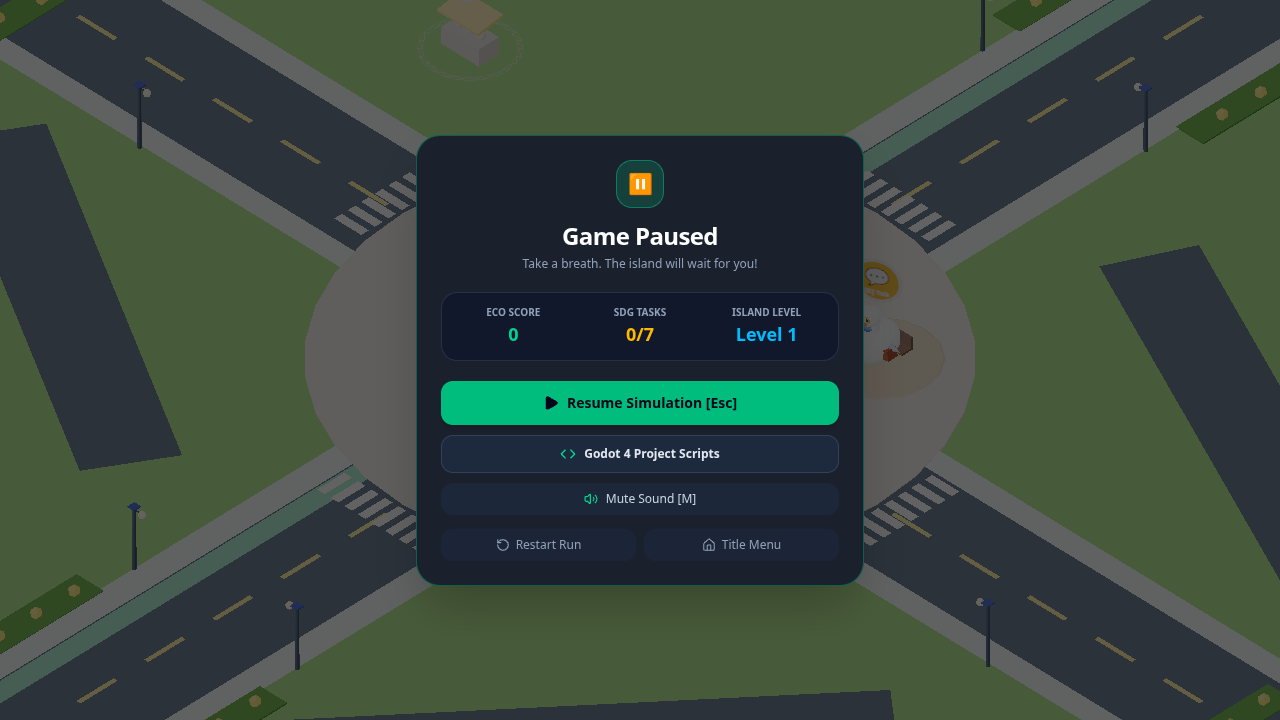 Game Paused
Take a breath. The island will wait for you!
ECO SCORE
SDG TASKS
ISLAND LEVEL
0
0/7
Level 1
Resume Simulation [Esc]
Godot 4 Project Scripts
Mute Sound [M]
Restart Run
Title Menu